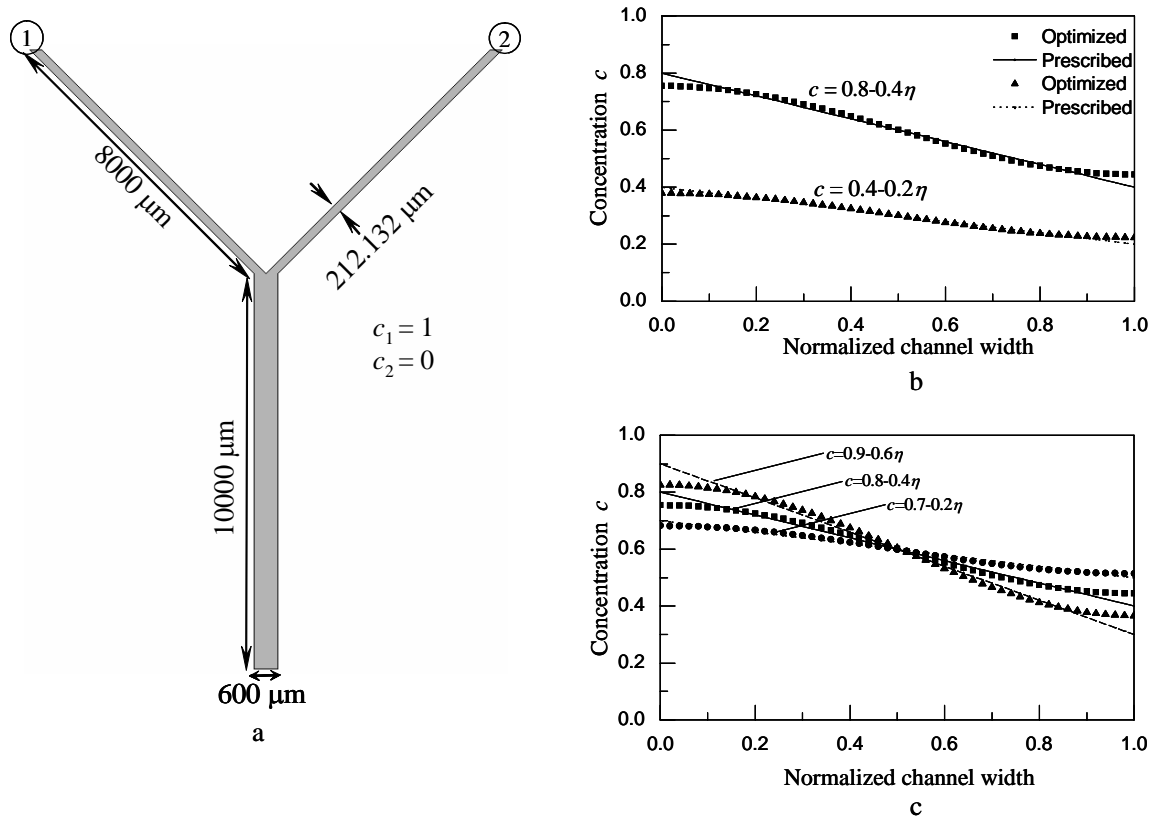 1
2
8000 μm
212.132 μm
c1 = 1
c2 = 0
10000 μm
600 μm
a
1.0
0.8
0.6
0.4
0.2
0.0
Concentration c
Optimized
Prescribed
Optimized
Prescribed
c = 0.8-0.4η
c = 0.4-0.2η
0.0 0.2 0.4 0.6 0.8 1.0
Normalized channel width
b
1.0
0.8
0.6
0.4
0.2
0.0
Concentration c
c=0.9-0.6η
c=0.8-0.4η
c=0.7-0.2η
0.0 0.2 0.4 0.6 0.8 1.0
Normalized channel width
c